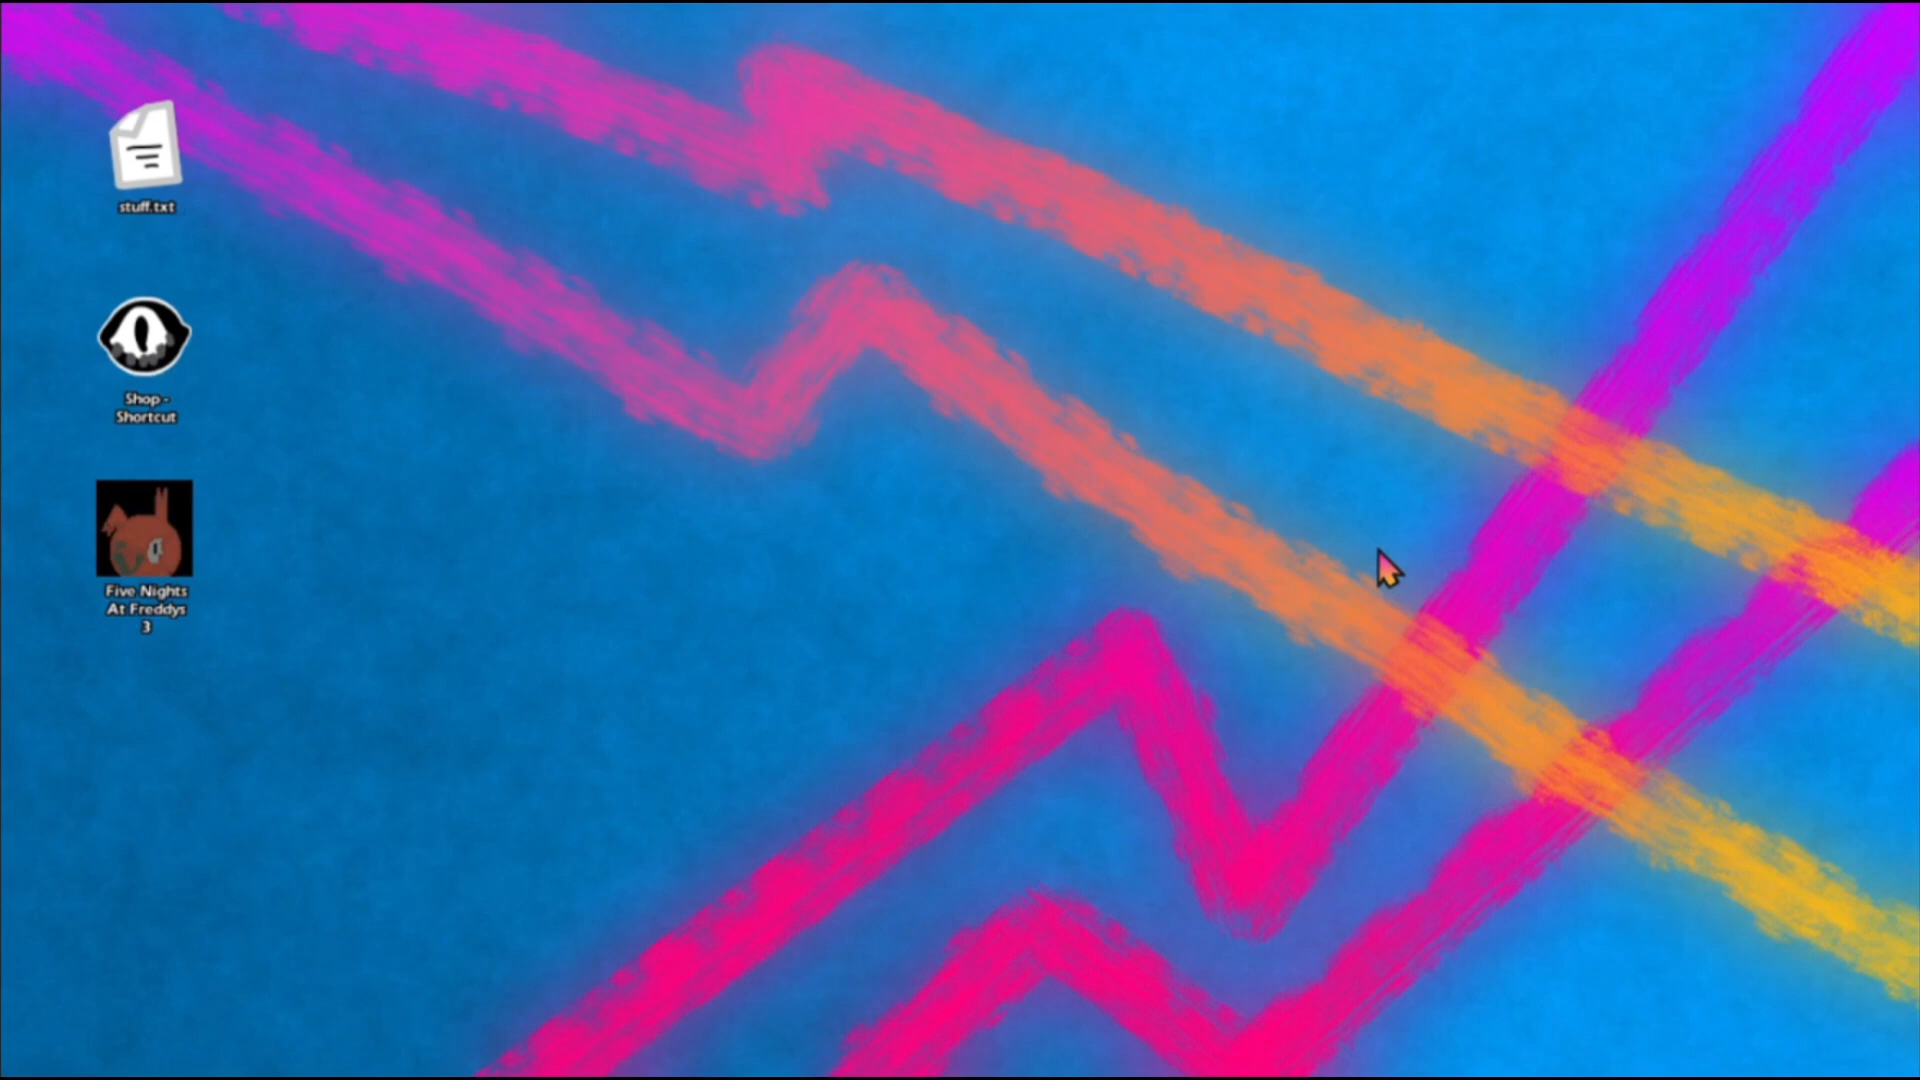 stuff.txt
Shop -
Shortcut
Five Nights
At Freddys
3